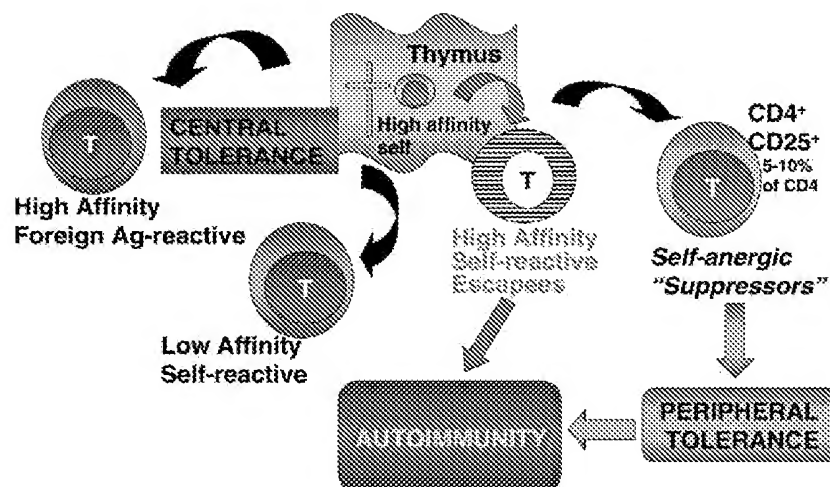 Thymus
High affinity
self
CENTRAL
TOLERANCE
T
High Affinity
Foreign Ag-reactive
T
Low Affinity
Self-reactive
T
High Affinity
Self-reactive
Escapees
CD4+
CD25+
5-10%
of CD4
T
Self-anergic
"Suppressors"
AUTOIMMUNITY
PERIPHERAL
TOLERANCE